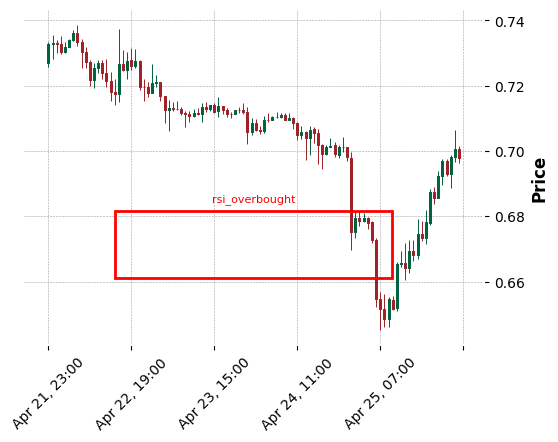 0.74
0.72
0.70
0.68
0.66
Price
rsi_overbought
Apr 21, 23:00
Apr 22, 19:00
Apr 23, 15:00
Apr 24, 11:00
Apr 25, 07:00